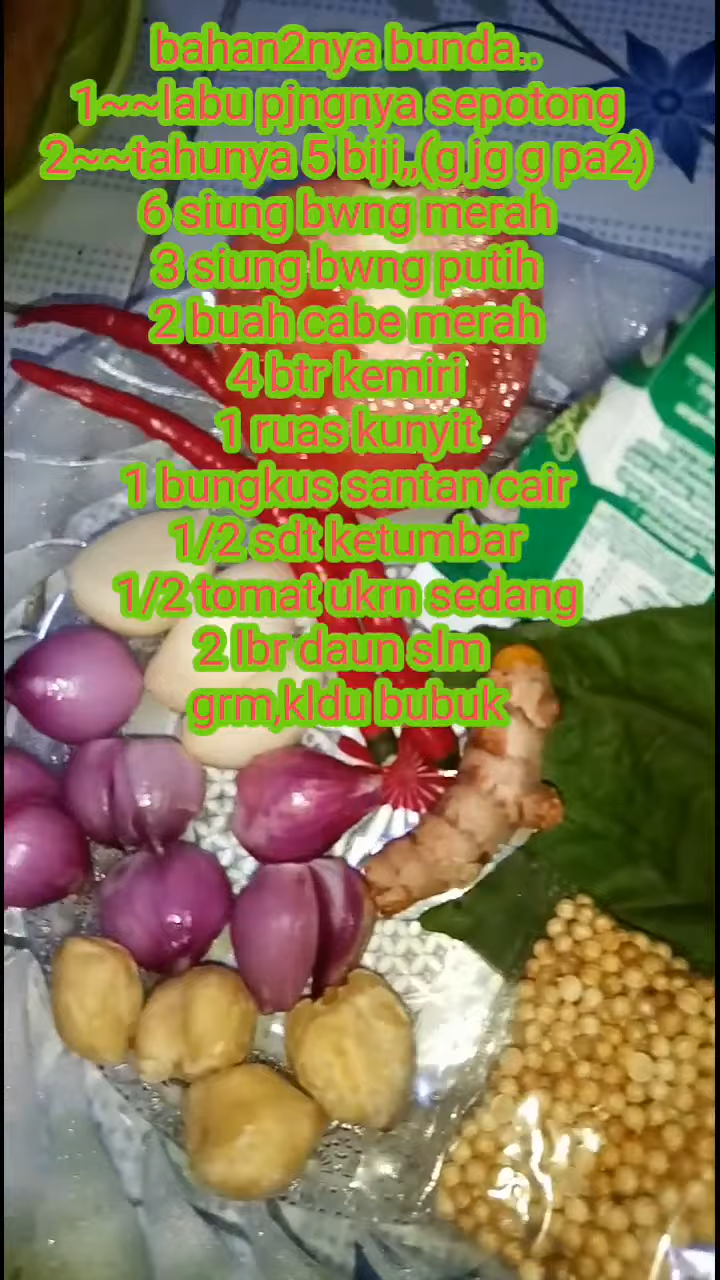 bahan2nya bunda..
1~~labu pjngnya sepotong
2~~tahunya 5 biji,,(g jg g pa2)
6 siung bwng merah
3 siung bwng putih
2 buah cabe merah
4 btr kemiri
1 ruas kunyit
1 bungkus santan cair
1/2 sdt ketumbar
1/2 tomat ukrn sedang
2 lbr daun slm
grm,kldu bubuk